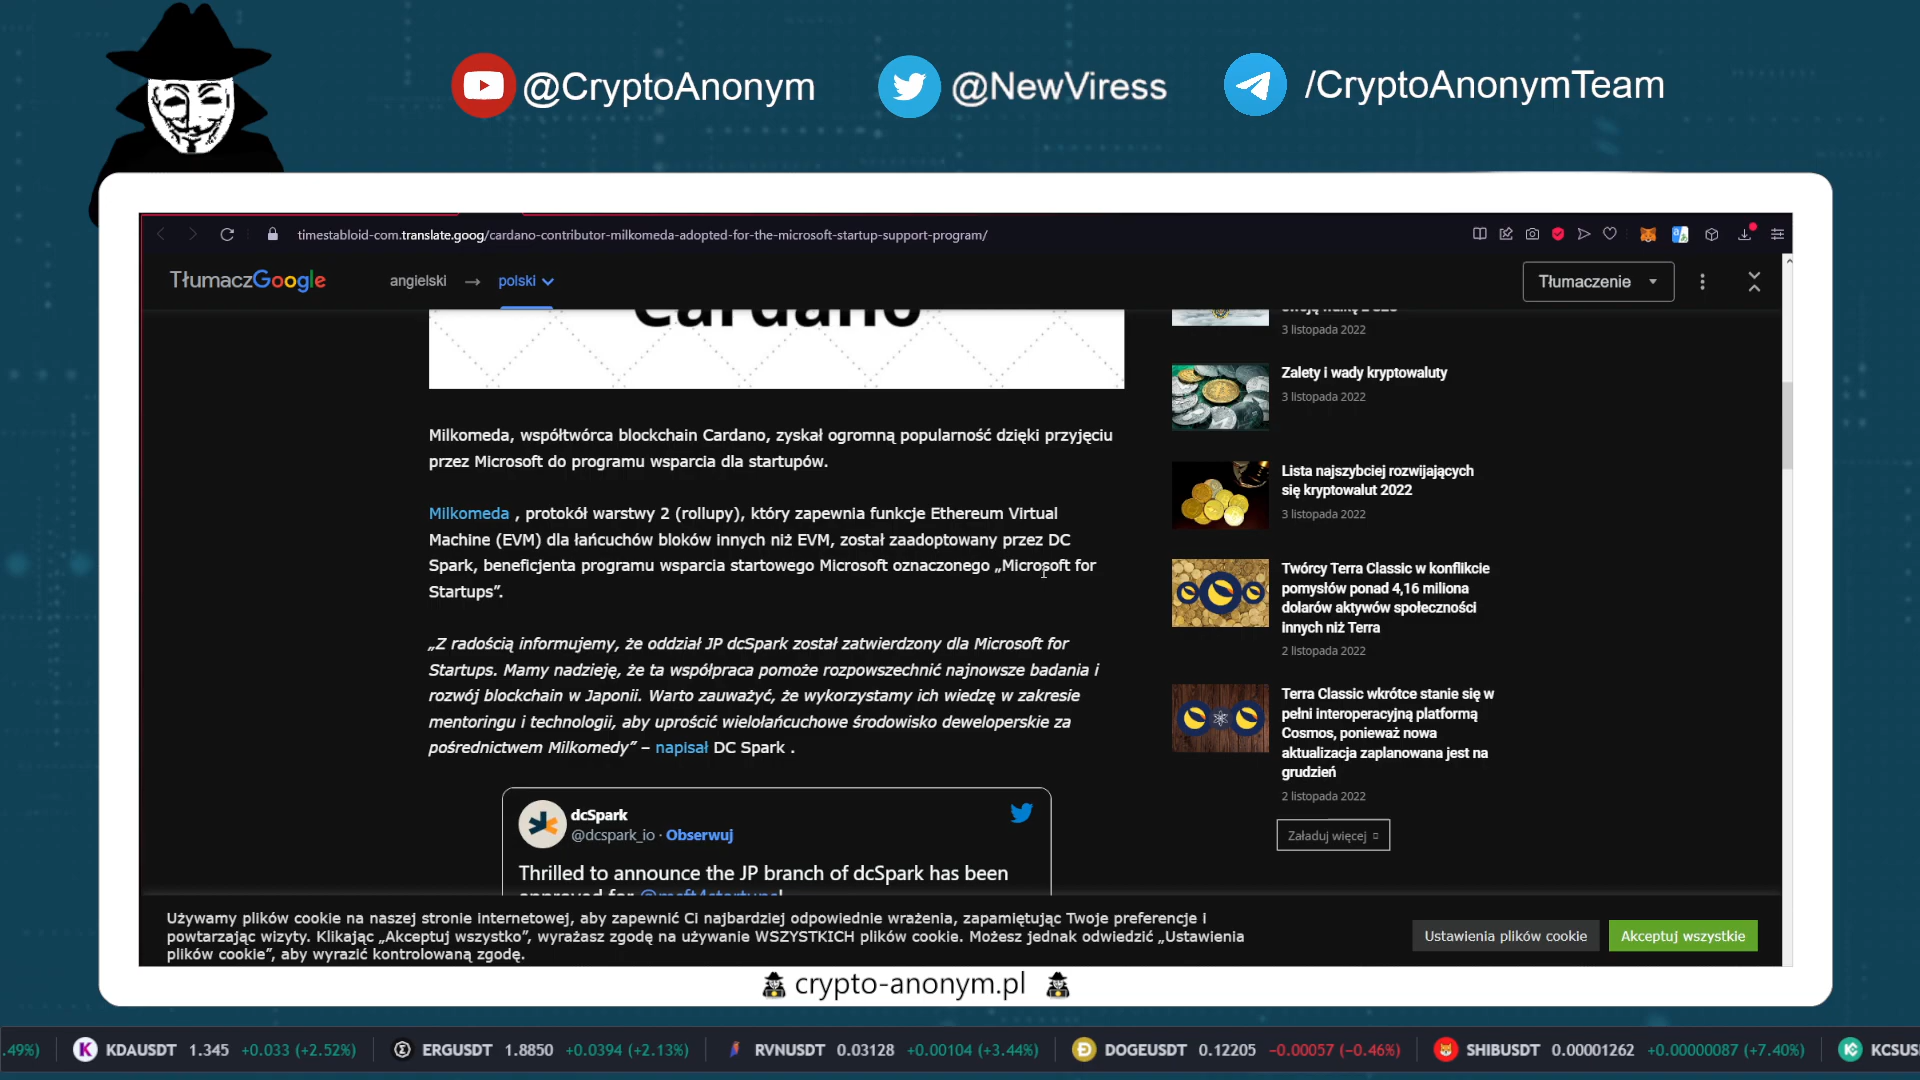 @CryptoAnonym
@NewViress
/CryptoAnonymTeam
timestabloid-com.translate.goog/cardano-contributor-milkomeda-adopted-for-the-microsoft-startup-support-program/
TłumaczGoogle
angielski → polski
Tłumaczenie
Cardano
Milkomeda, współtwórca blockchain Cardano, zyskał ogromną popularność dzięki przyjęciu
przez Microsoft do programu wsparcia dla startupów.
Milkomeda , protokół warstwy 2 (rollupy), który zapewnia funkcje Ethereum Virtual
Machine (EVM) dla łańcuchów bloków innych niż EVM, został zaadoptowany przez DC
Spark, beneficjenta programu wsparcia startowego Microsoft oznaczonego „Microsoft for
Startups”.
„Z radością informujemy, że oddział JP dcSpark został zatwierdzony dla Microsoft for
Startups. Mamy nadzieję, że ta współpraca pomoże rozpowszechnić najnowsze badania i
rozwój blockchain w Japonii. Warto zauważyć, że wykorzystamy ich wiedzę w zakresie
mentoringu i technologii, aby uprościć wielołańcuchowe środowisko deweloperskie za
pośrednictwem Milkomedy” – napisał DC Spark .
dcSpark
@dcspark_io · Obserwuj
Thrilled to announce the JP branch of dcSpark has been
approved for @msft4startups!
3 listopada 2022
Zalety i wady kryptowaluty
3 listopada 2022
Lista najszybciej rozwijających
się kryptowalut 2022
3 listopada 2022
Twórcy Terra Classic w konflikcie
pomysłów ponad 4,16 miliona
dolarów aktywów społeczności
innych niż Terra
2 listopada 2022
Terra Classic wkrótce stanie się w
pełni interoperacyjną platformą
Cosmos, ponieważ nowa
aktualizacja zaplanowana jest na
grudzień
2 listopada 2022
Załaduj więcej
Używamy plików cookie na naszej stronie internetowej, aby zapewnić Ci najbardziej odpowiednie wrażenia, zapamiętując Twoje preferencje i
powtarzając wizyty. Klikając „Akceptuj wszystko”, wyrażasz zgodę na używanie WSZYSTKICH plików cookie. Możesz jednak odwiedzić „Ustawienia
plików cookie”, aby wyrazić kontrolowaną zgodę.
Ustawienia plików cookie
Akceptuj wszystkie
crypto-anonym.pl
.49%) KDAUSDT 1.345 +0.033 (+2.52%) ERGUSDT 1.8850 +0.0394 (+2.13%) RVNUSDT 0.03128 +0.00104 (+3.44%) DOGEUSDT 0.12205 −0.00057 (−0.46%) SHIBUSDT 0.00001262 +0.00000087 (+7.40%) KCSUS